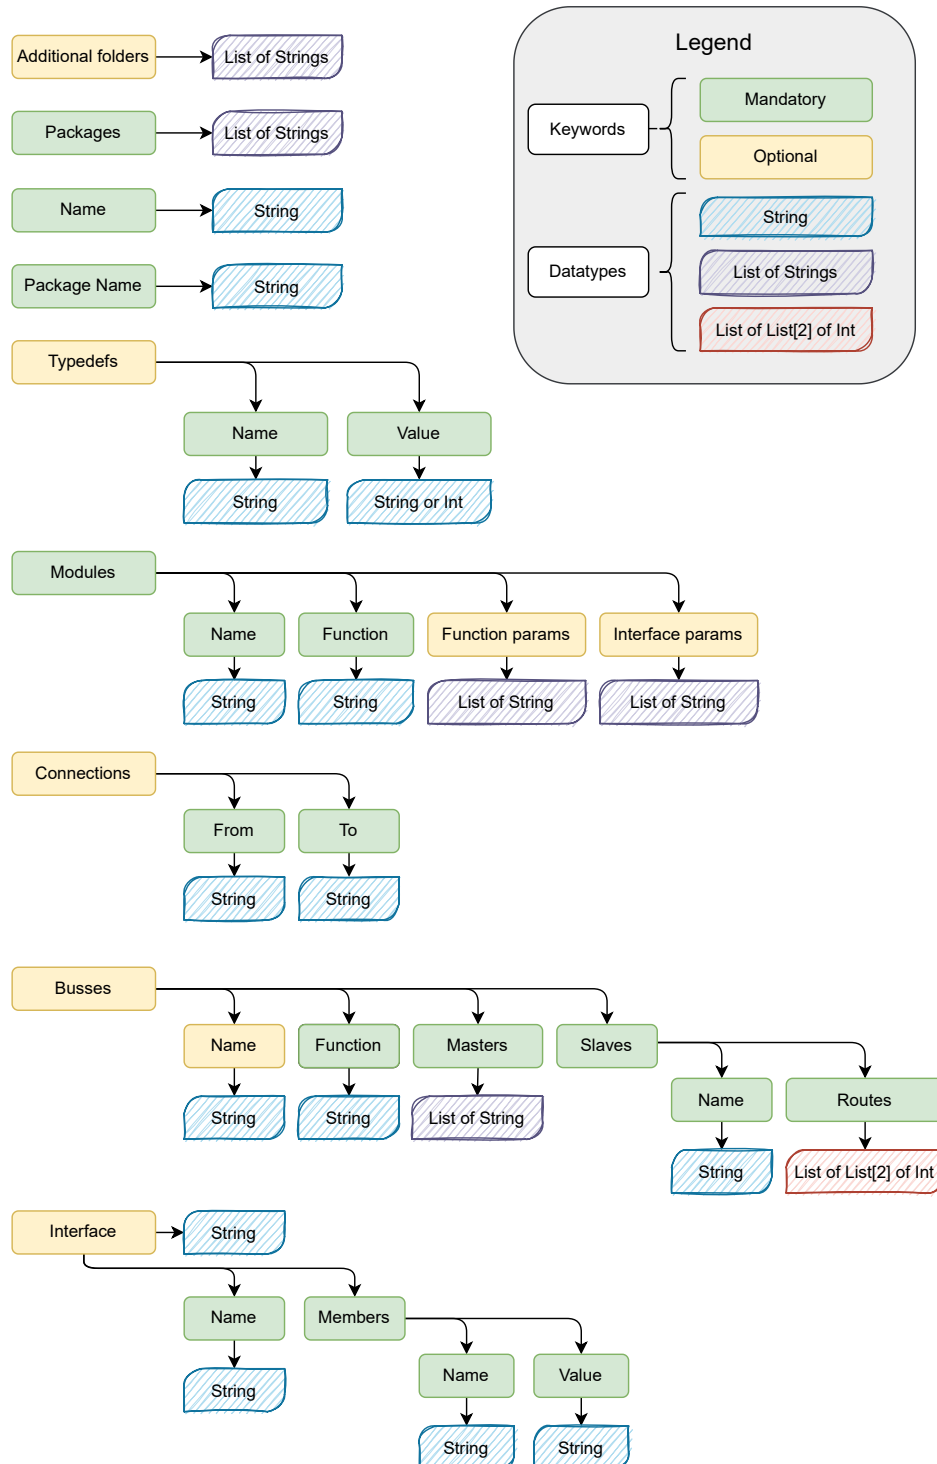 Additional folders
List of Strings
Packages
List of Strings
Name
String
Package Name
String
Legend
Keywords
Mandatory
Optional
Datatypes
String
List of Strings
List of List[2] of Int
Typedefs
Name
Value
String
String or Int
Modules
Name
Function
Function params
Interface params
String
String
List of String
List of String
Connections
From
To
String
String
Busses
Name
Function
Masters
Slaves
String
String
List of String
Name
Routes
String
List of List[2] of Int
Interface
String
Name
Members
String
Name
Value
String
String